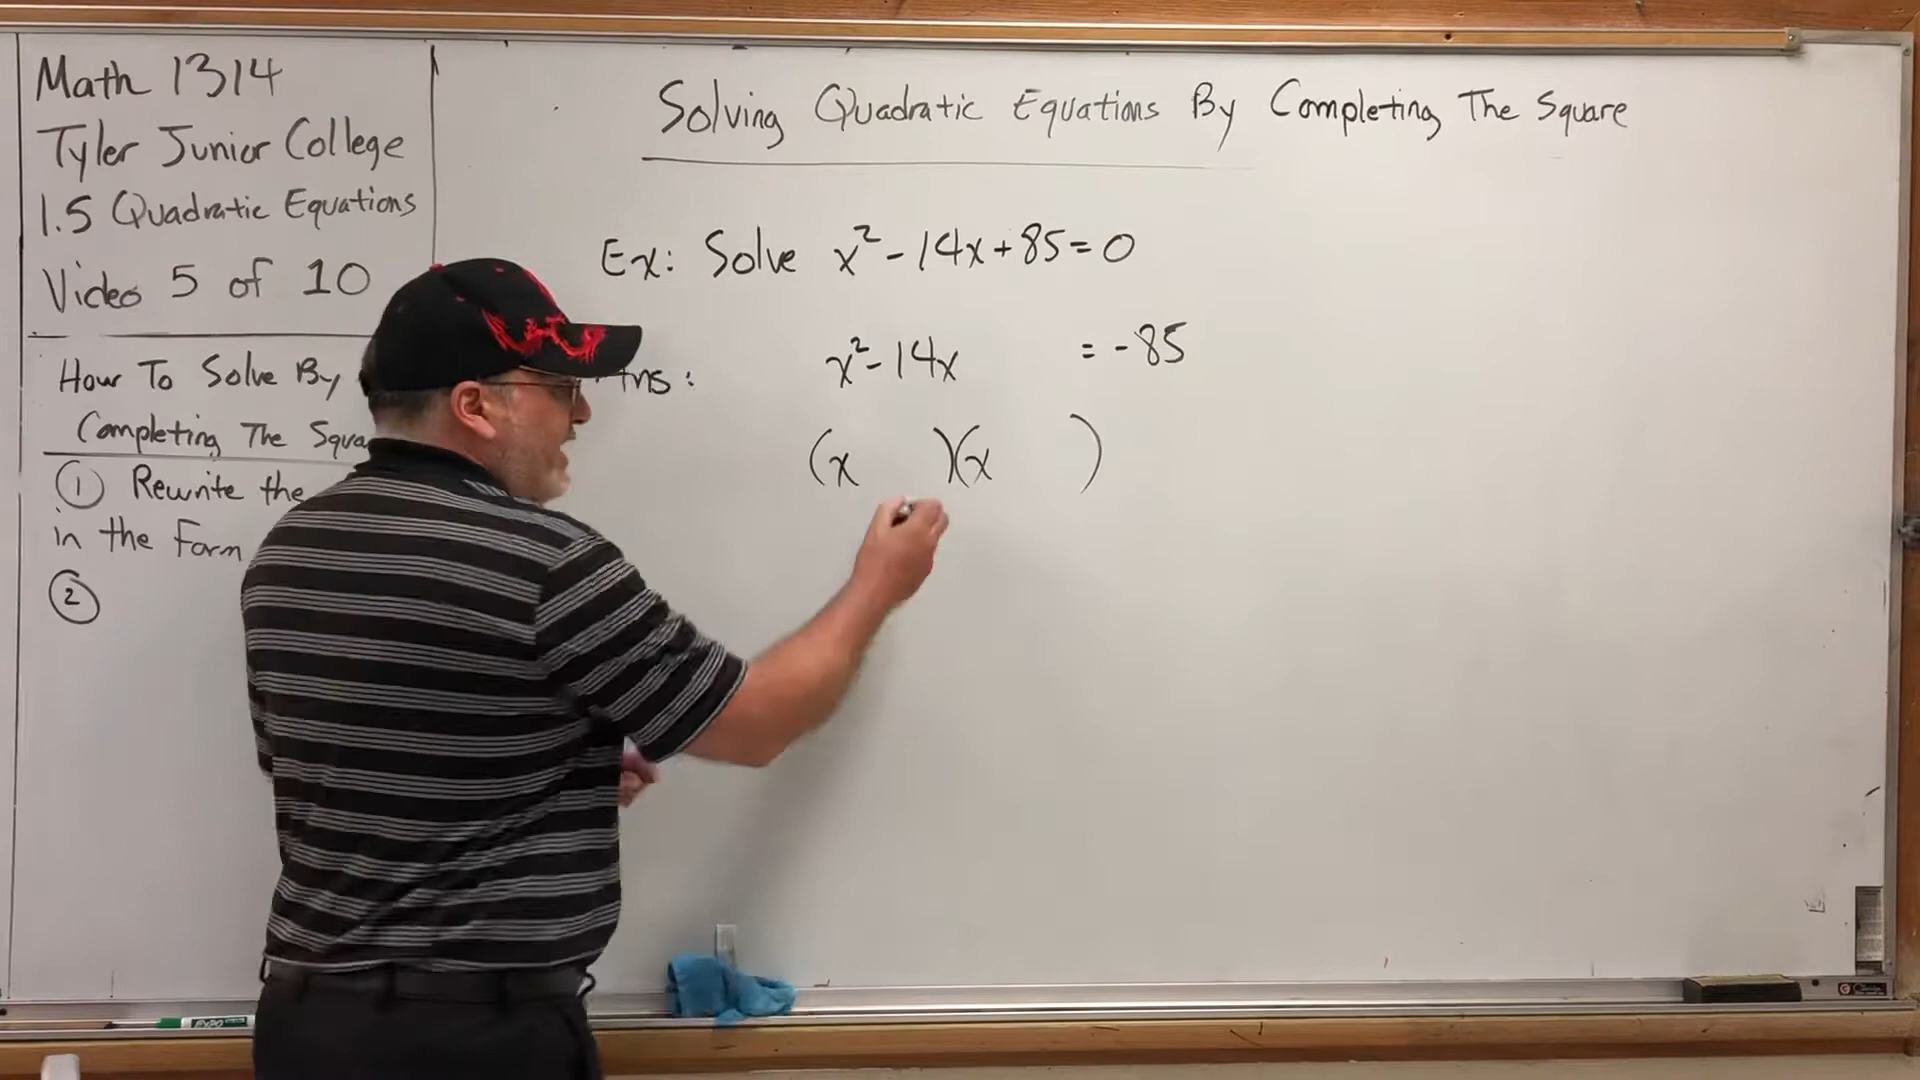 Math 1314
Tyler Junior College
1.5 Quadratic Equations
Video 5 of 10
How To Solve By
Completing The
① Rewrite the
in the Form
②
Solving Quadratic Equations By Completing The Square
Ex: Solve x² - 14x + 85 = 0
x² - 14x = -85
(x )(x )
EXPO